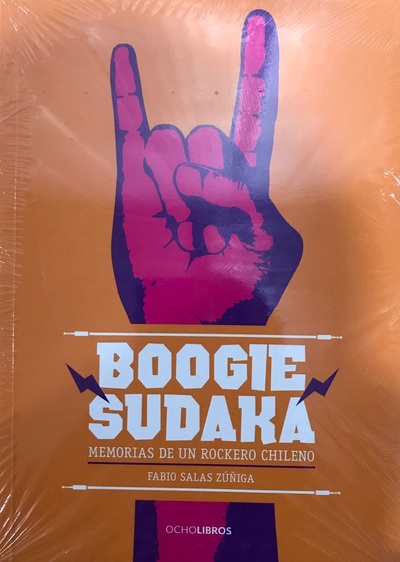 BOOGIE
SUDAKA
MEMORIAS DE UN ROCKERO CHILENO
FABIO SALAS ZÚÑIGA
OCHOLIBROS